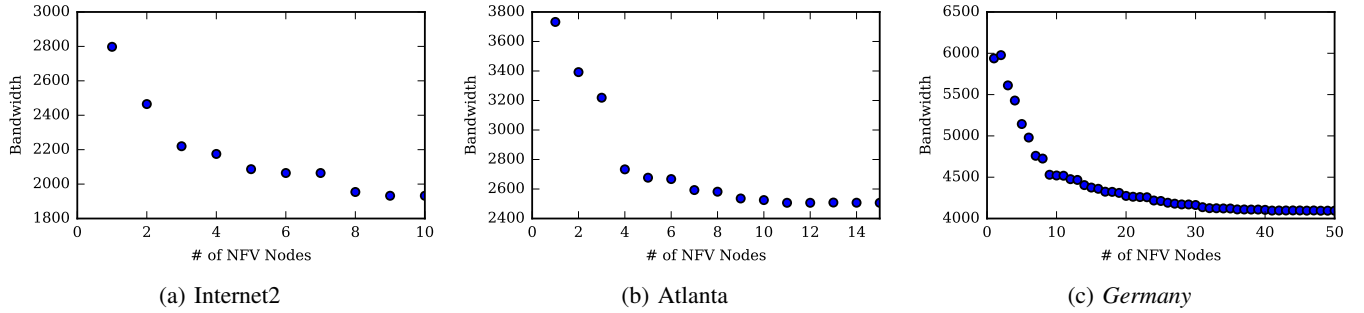 3000
2800
2600
2400
2200
2000
1800
0 2 4 6 8 10
Bandwidth
# of NFV Nodes
(a) Internet2
3800
3600
3400
3200
3000
2800
2600
2400
0 2 4 6 8 10 12 14
Bandwidth
# of NFV Nodes
(b) Atlanta
6500
6000
5500
5000
4500
4000
0 10 20 30 40 50
Bandwidth
# of NFV Nodes
(c) Germany